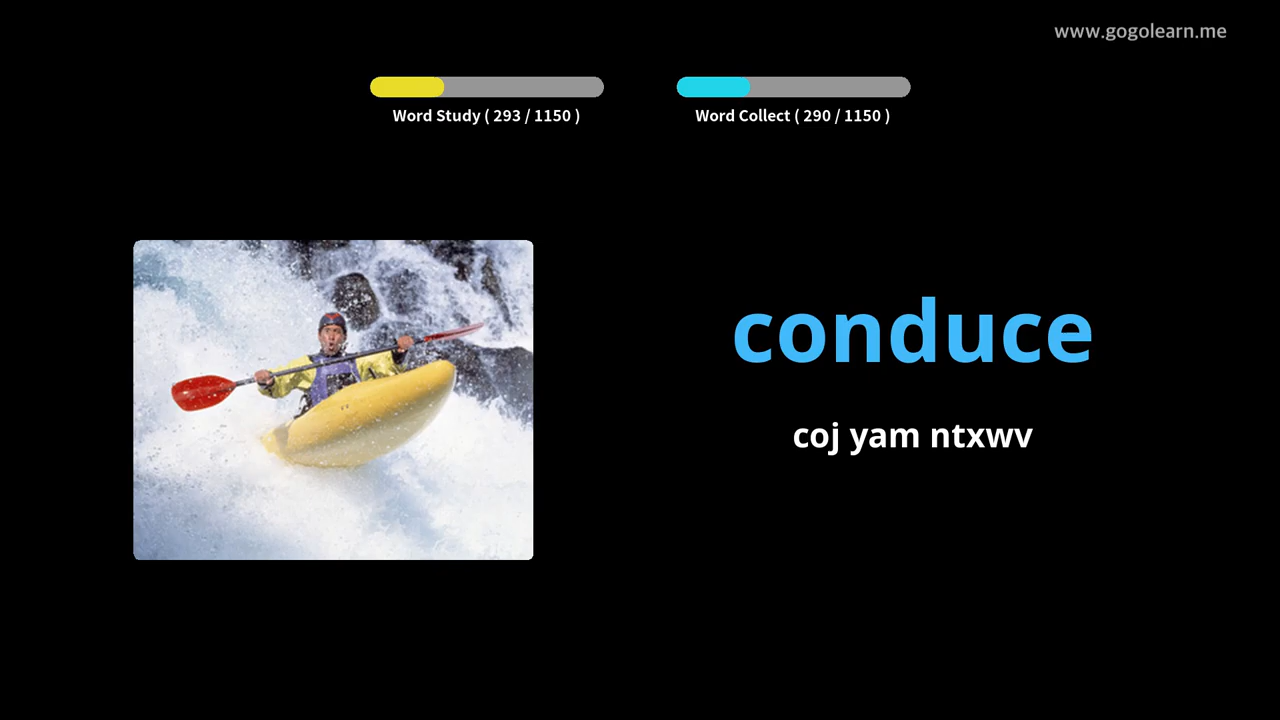 www.gogolearn.me
Word Study ( 293 / 1150 )
Word Collect ( 290 / 1150 )
conduce
coj yam ntxwv